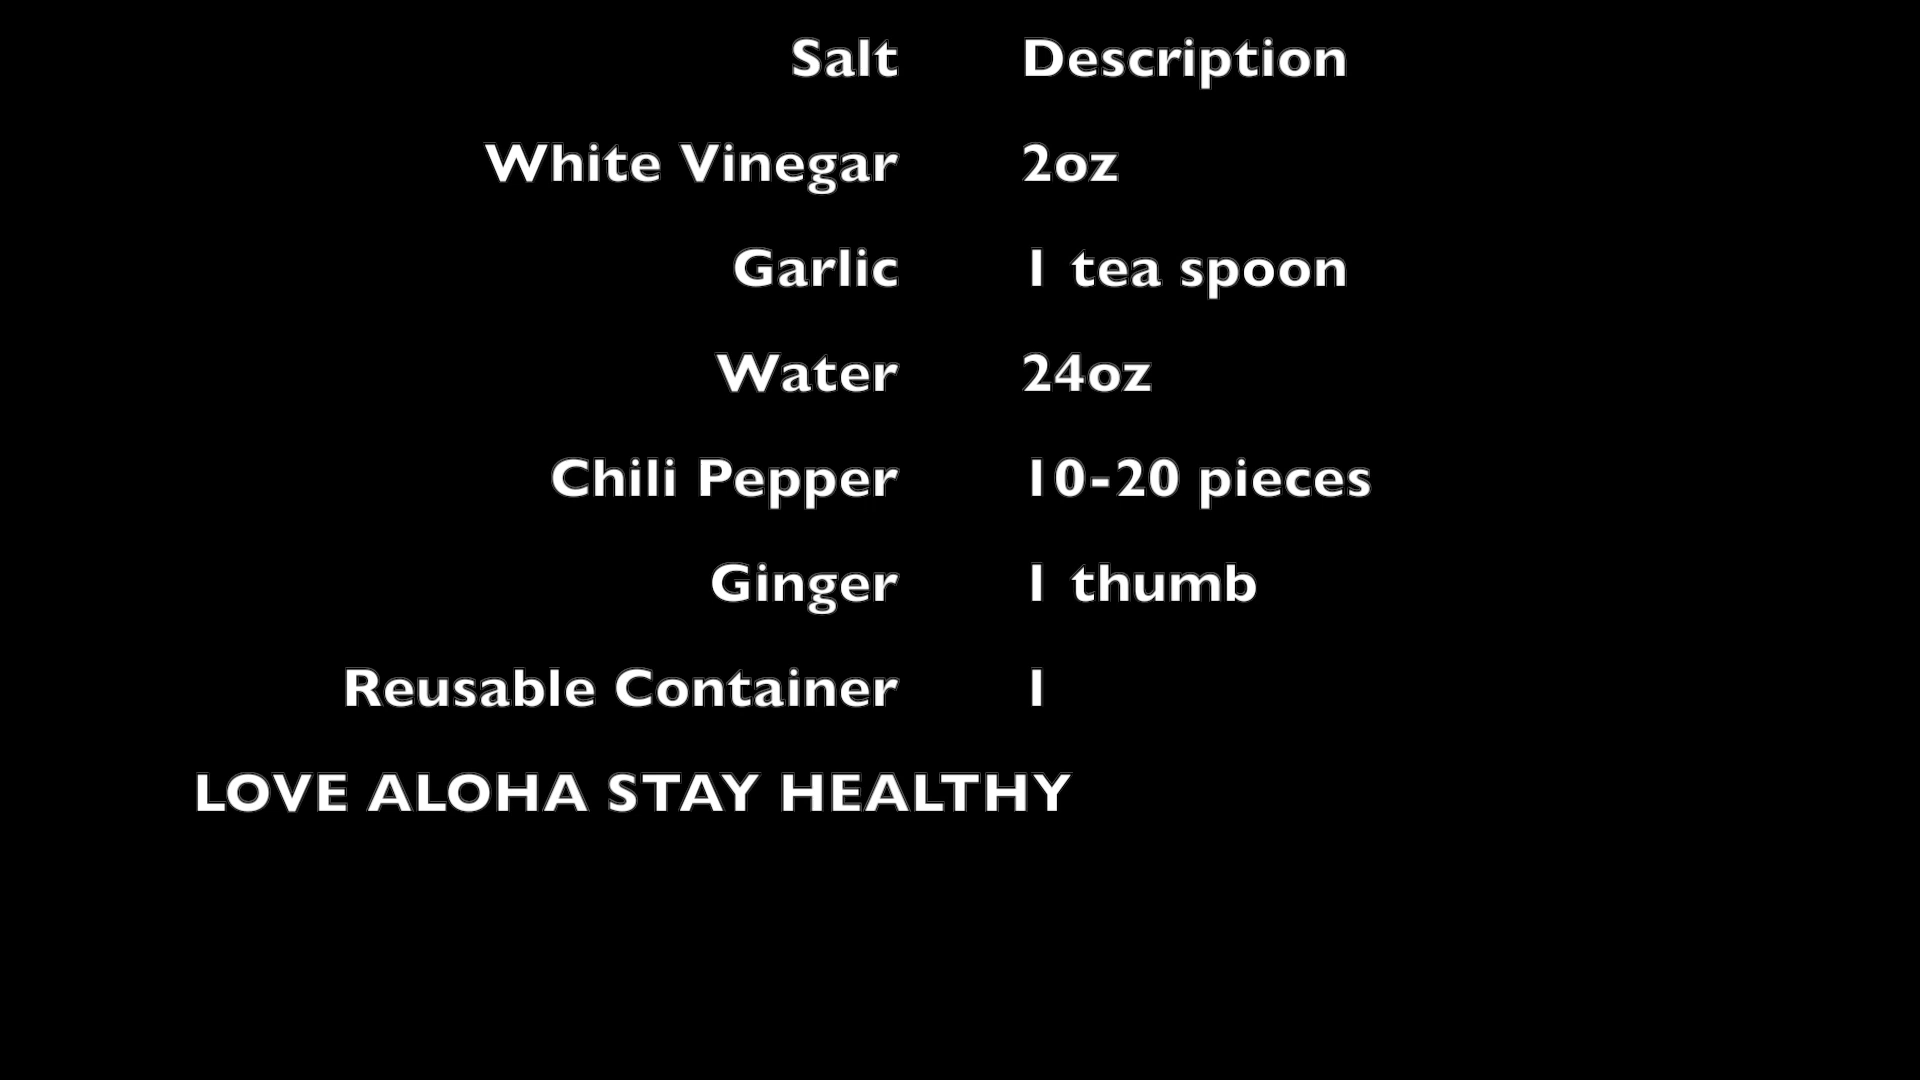 Salt Description
White Vinegar 2oz
Garlic 1 tea spoon
Water 24oz
Chili Pepper 10-20 pieces
Ginger 1 thumb
Reusable Container 1
LOVE ALOHA STAY HEALTHY